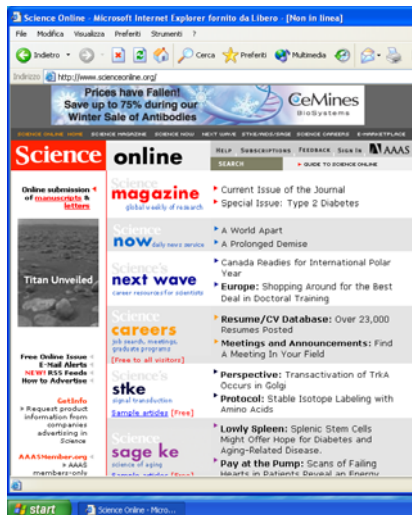 Science Online - Microsoft Internet Explorer fornito da Libero - [Non in linea]
File Modifica Visualizza Preferiti Strumenti ?
Indietro Cerca Preferiti Multimedia
Indirizzo http://www.scienceonline.org/
Prices have Fallen!
Save up to 75% during our
Winter Sale of Antibodies
CeMines
BioSystems
SCIENCE ONLINE HOME SCIENCE MAGAZINE SCIENCE NOW NEXT WAVE STKE/AIDS/SAGE SCIENCE CAREERS E-MARKETPLACE
Science online
HELP SUBSCRIPTIONS FEEDBACK SIGN IN AAAS
SEARCH GUDE TO SCIENCE ONLINE
Online submission
of manuscripts &
letters
Titan Unveiled
Free Online Issue
E-Mail Alerts
NEW! RSS Feeds
How to Advertise
GetInfo
Request product
information from
companies
advertising in
Science
AAASMember.org
AAAS
members-only
Science
magazine
global weekly of research
Current Issue of the Journal
Special Issue: Type 2 Diabetes
Science
now daily news service
A World Apart
A Prolonged Demise
Science's
next wave
career resources for scientists
Canada Readies for International Polar
Year
Europe: Shopping Around for the Best
Deal in Doctoral Training
Science
careers
job search, meetings,
graduate programs
[Free to all visitors]
Resume/CV Database: Over 23,000
Resumes Posted
Meetings and Announcements: Find
A Meeting In Your Field
Science's
stke
signal transduction
Sample articles [Free]
Perspective: Transactivation of TrkA
Occurs in Golgi
Protocol: Stable Isotope Labeling with
Amino Acids
Science's
sage ke
science of aging
Sample articles [Free]
Lowly Spleen: Splenic Stem Cells
Might Offer Hope for Diabetes and
Aging-Related Disease.
Pay at the Pump: Scans of Failing
Hearts in Patients Reveal an Energy
start Science Online - Micro...